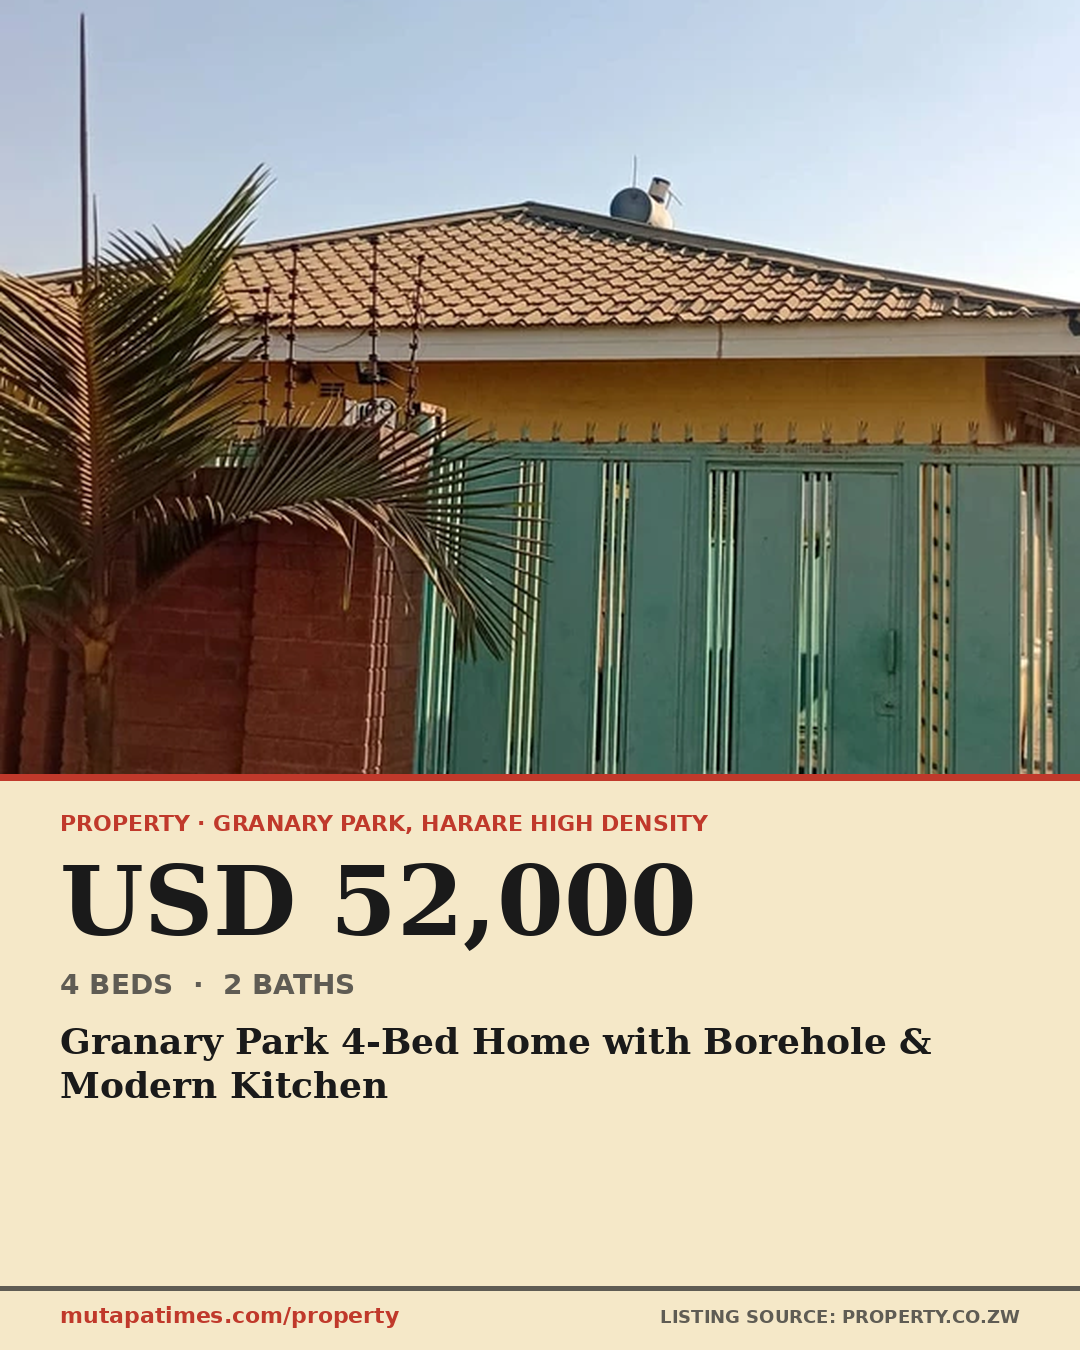 PROPERTY · GRANARY PARK, HARARE HIGH DENSITY
USD 52,000
4 BEDS · 2 BATHS
Granary Park 4-Bed Home with Borehole &
Modern Kitchen
mutapatimes.com/property
LISTING SOURCE: PROPERTY.CO.ZW